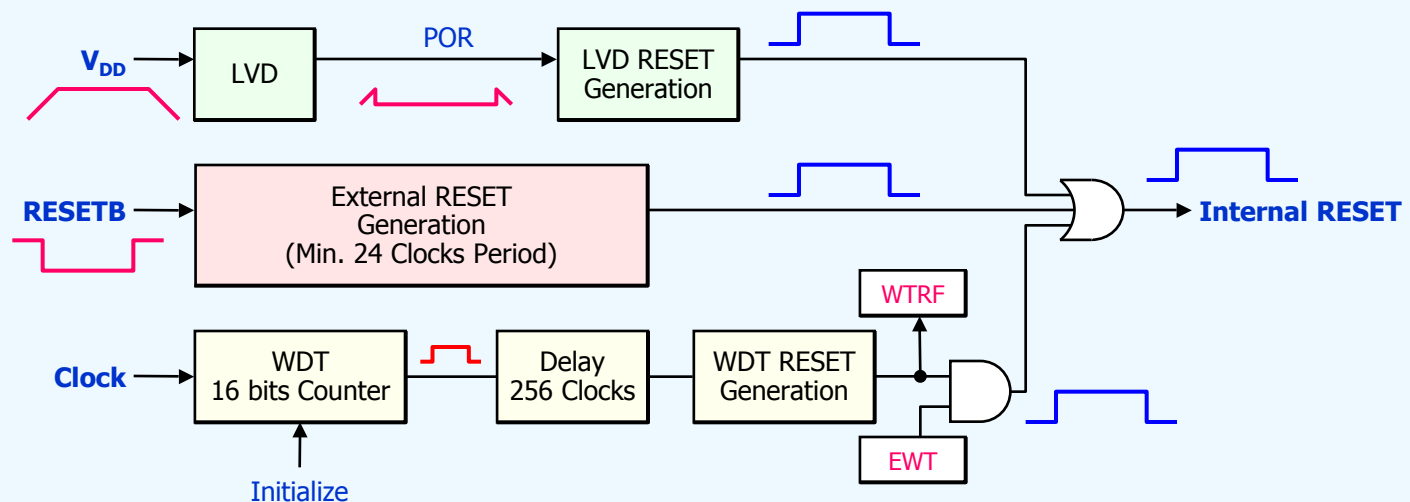 V_DD
LVD
POR
LVD RESET
Generation
RESETB
External RESET
Generation
(Min. 24 Clocks Period)
Internal RESET
WTRF
Clock
WDT
16 bits Counter
Delay
256 Clocks
WDT RESET
Generation
EWT
Initialize